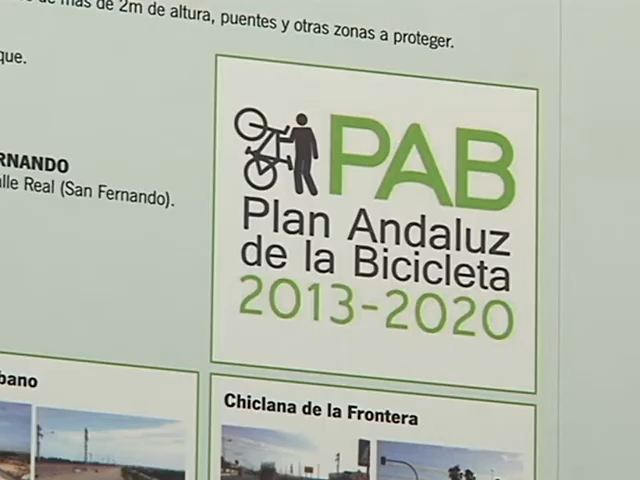 de más de 2m de altura, puentes y otras zonas a proteger.
que.
RNANDO
alle Real (San Fernando).
PAB
Plan Andaluz
de la Bicicleta
2013-2020
bano
Chiclana de la Frontera